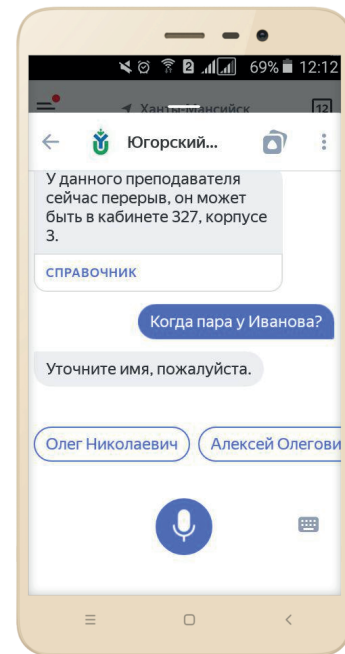 2 69% 12:12
Ханты-Мансийск 12
Югорский...
У данного преподавателя
сейчас перерыв, он может
быть в кабинете 327, корпусе
3.
СПРАВОЧНИК
Когда пара у Иванова?
Уточните имя, пожалуйста.
Олег Николаевич Алексей Олегови